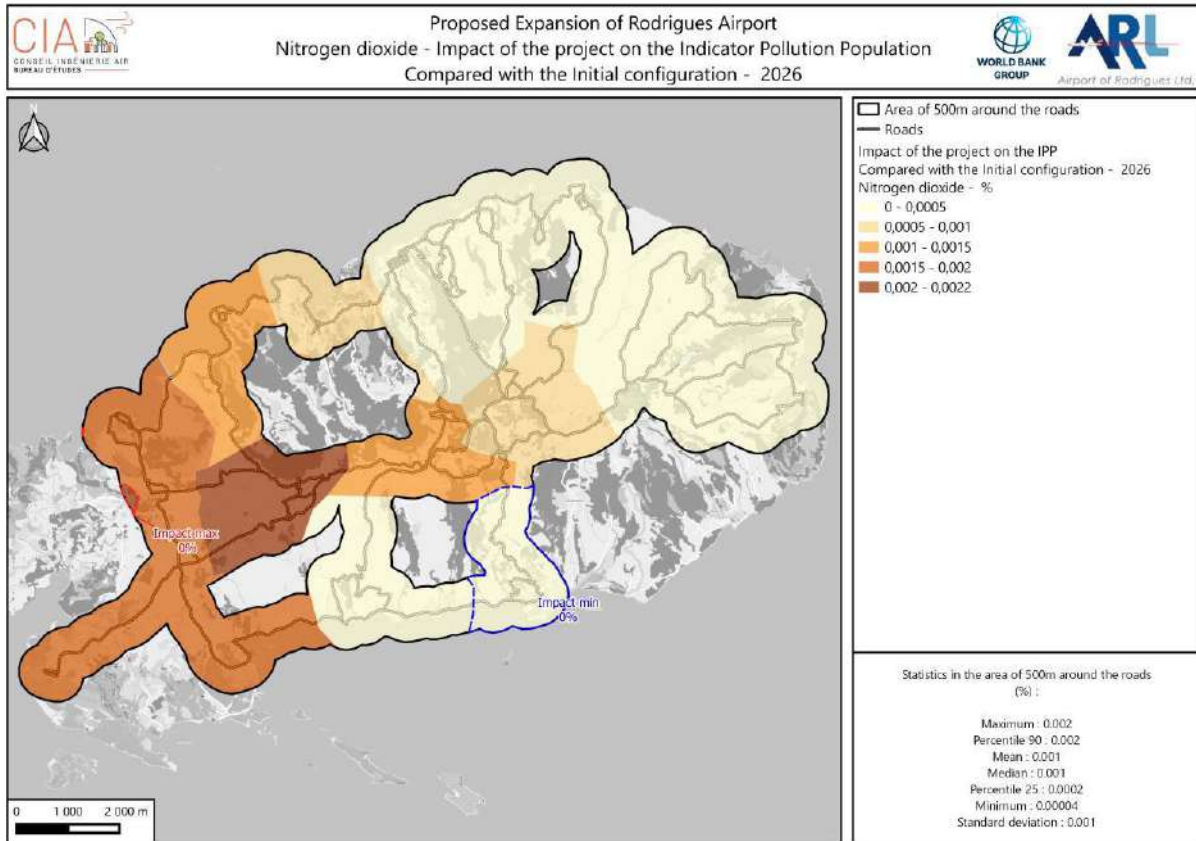 CIA
CONSEIL INGÉNIERIE AIR
BUREAU D'ÉTUDES
Proposed Expansion of Rodrigues Airport
Nitrogen dioxide - Impact of the project on the Indicator Pollution Population
Compared with the Initial configuration - 2026
WORLD BANK
GROUP
ARL
Airport of Rodrigues Ltd.
N
Impact max
0%
Impact min
0%
0 1 000 2 000 m
Area of 500m around the roads
Roads
Impact of the project on the IPP
Compared with the Initial configuration - 2026
Nitrogen dioxide - %
0 - 0,0005
0,0005 - 0,001
0,001 - 0,0015
0,0015 - 0,002
0,002 - 0,0022
Statistics in the area of 500m around the roads
(%) :
Maximum : 0.002
Percentile 90 : 0.002
Mean : 0.001
Median : 0.001
Percentile 25 : 0.0002
Minimum : 0.00004
Standard deviation : 0.001